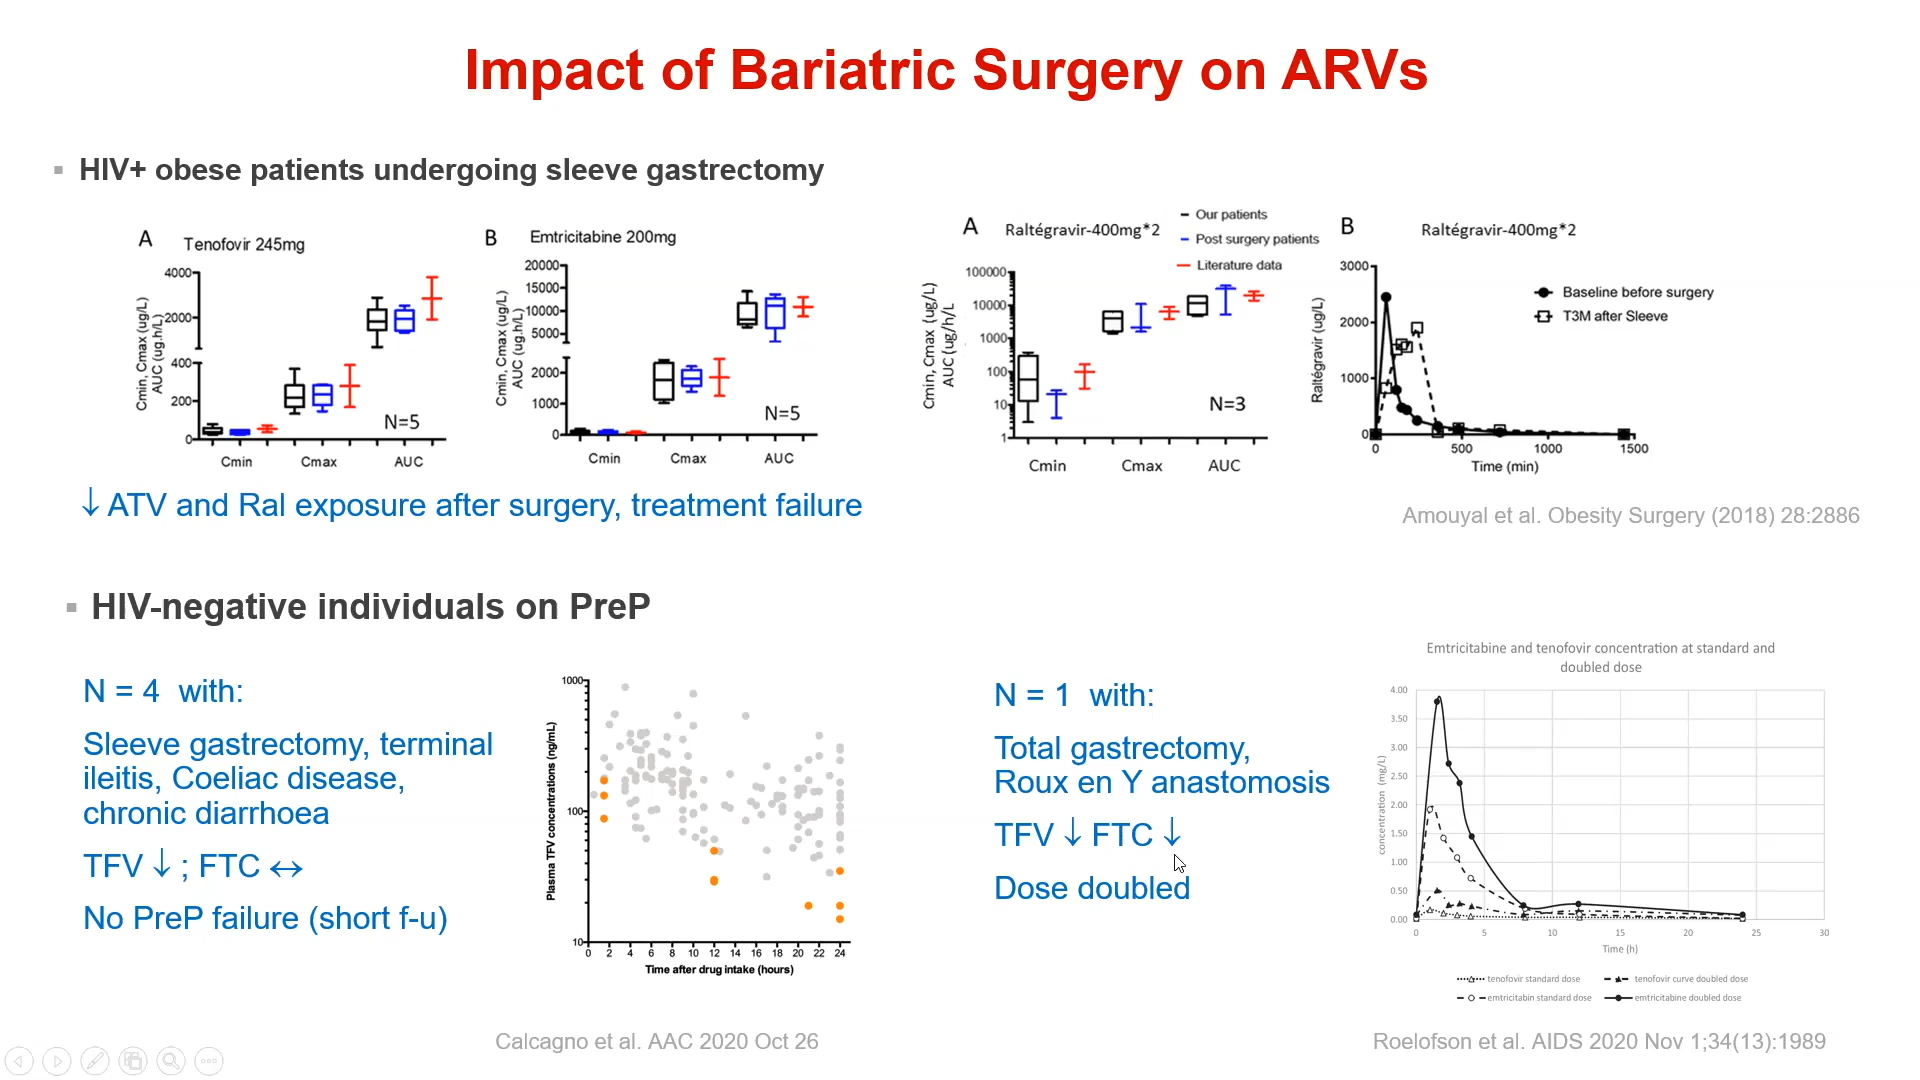 Impact of Bariatric Surgery on ARVs
▪ HIV+ obese patients undergoing sleeve gastrectomy
A Tenofovir 245mg
Cmin, Cmax (ug/L)
AUC (ug.h/L)
4000
2000
400
200
0
N=5
Cmin Cmax AUC
B Emtricitabine 200mg
Cmin, Cmax (ug/L)
AUC (ug.h/L)
20000
15000
10000
5000
2000
1000
0
N=5
Cmin Cmax AUC
A Raltégravir-400mg*2
Our patients
Post surgery patients
Literature data
Cmin, Cmax (ug/L)
AUC (ug/h/L
100000
10000
1000
100
10
1
N=3
Cmin Cmax AUC
B Raltégravir-400mg*2
Raltégravir (ug/L)
3000
2000
1000
0
Baseline before surgery
T3M after Sleeve
0 500 1000 1500
Time (min)
↓ ATV and Ral exposure after surgery, treatment failure
Amouyal et al. Obesity Surgery (2018) 28:2886
▪ HIV-negative individuals on PreP
N = 4 with:
Sleeve gastrectomy, terminal
ileitis, Coeliac disease,
chronic diarrhoea
TFV ↓ ; FTC ↔
No PreP failure (short f-u)
Plasma TFV concentrations (ng/mL)
1000
100
10
0 2 4 6 8 10 12 14 16 18 20 22 24
Time after drug intake (hours)
Calcagno et al. AAC 2020 Oct 26
N = 1 with:
Total gastrectomy,
Roux en Y anastomosis
TFV ↓ FTC ↓
Dose doubled
Emtricitabine and tenofovir concentration at standard and
doubled dose
concentration (mg/L)
4.00
3.50
3.00
2.50
2.00
1.50
1.00
0.50
0.00
0 5 10 15 20 25 30
Time (h)
tenofovir standard dose tenofovir curve doubled dose
emtricitabin standard dose emtricitabine doubled dose
Roelofson et al. AIDS 2020 Nov 1;34(13):1989